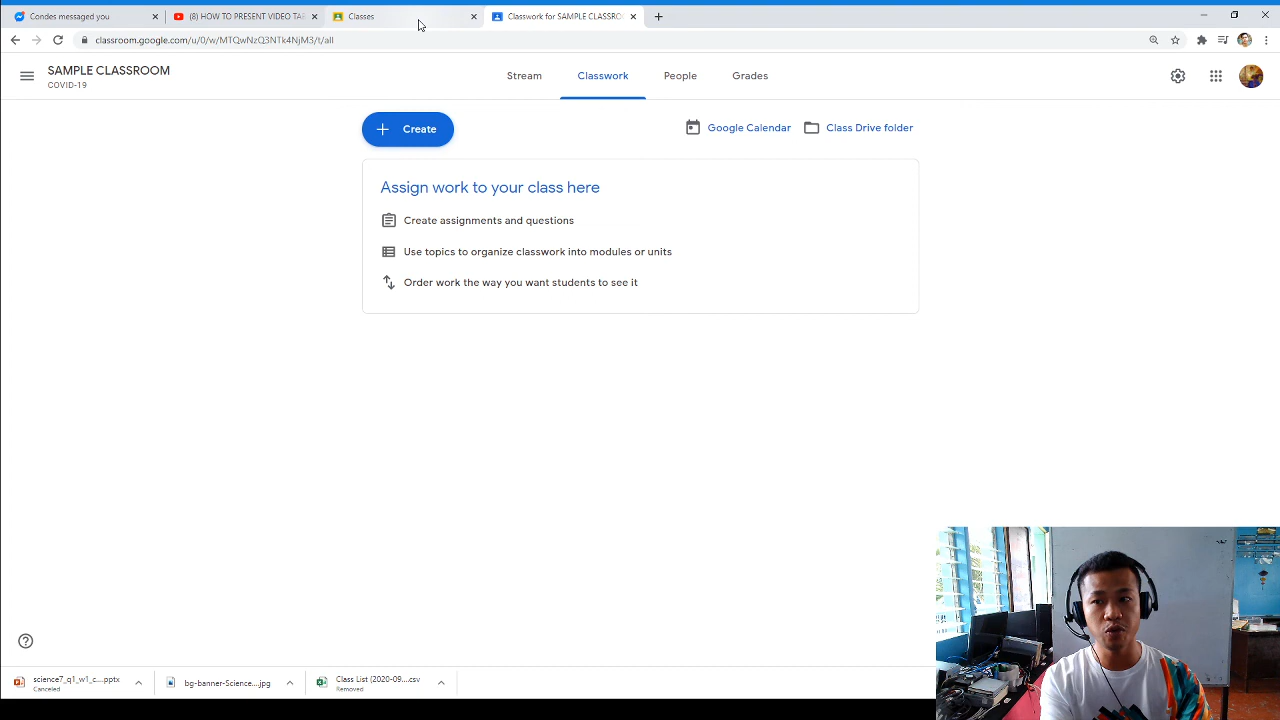 Condes messaged you
(8) HOW TO PRESENT VIDEO TA
Classes
Classwork for SAMPLE CLASSRO
classroom.google.com/u/0/w/MTQwNzQ3NTk4NjM3/t/all
SAMPLE CLASSROOM
COVID-19
Stream
Classwork
People
Grades
Create
Google Calendar
Class Drive folder
Assign work to your class here
Create assignments and questions
Use topics to organize classwork into modules or units
Order work the way you want students to see it
science7_q1_w1_c....pptx
Canceled
bg-banner-Science....jpg
Class List (2020-09....csv
Removed